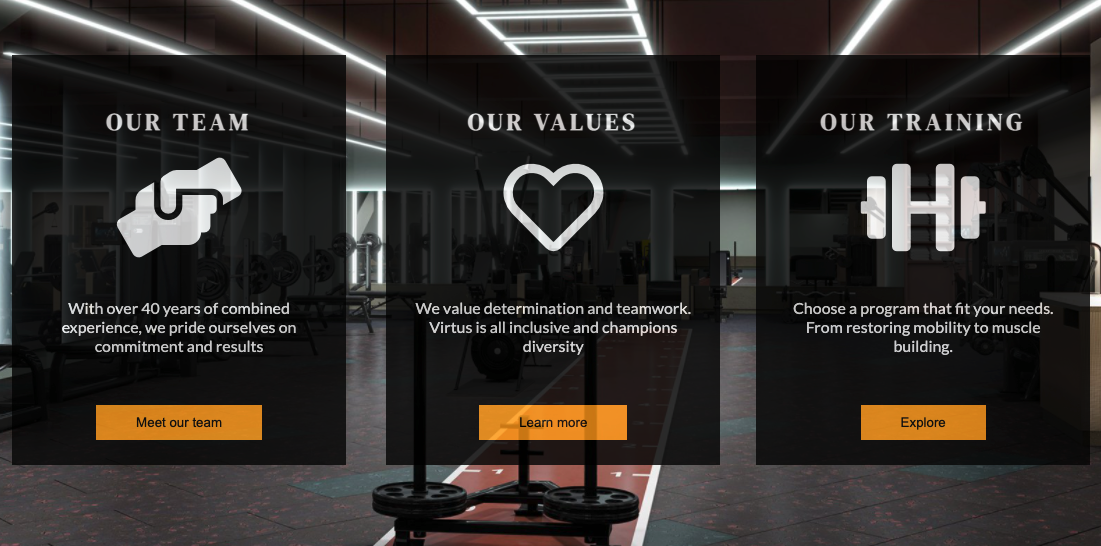 OUR TEAM
With over 40 years of combined
experience, we pride ourselves on
commitment and results
Meet our team
OUR VALUES
We value determination and teamwork.
Virtus is all inclusive and champions
diversity
Learn more
OUR TRAINING
Choose a program that fit your needs.
From restoring mobility to muscle
building.
Explore